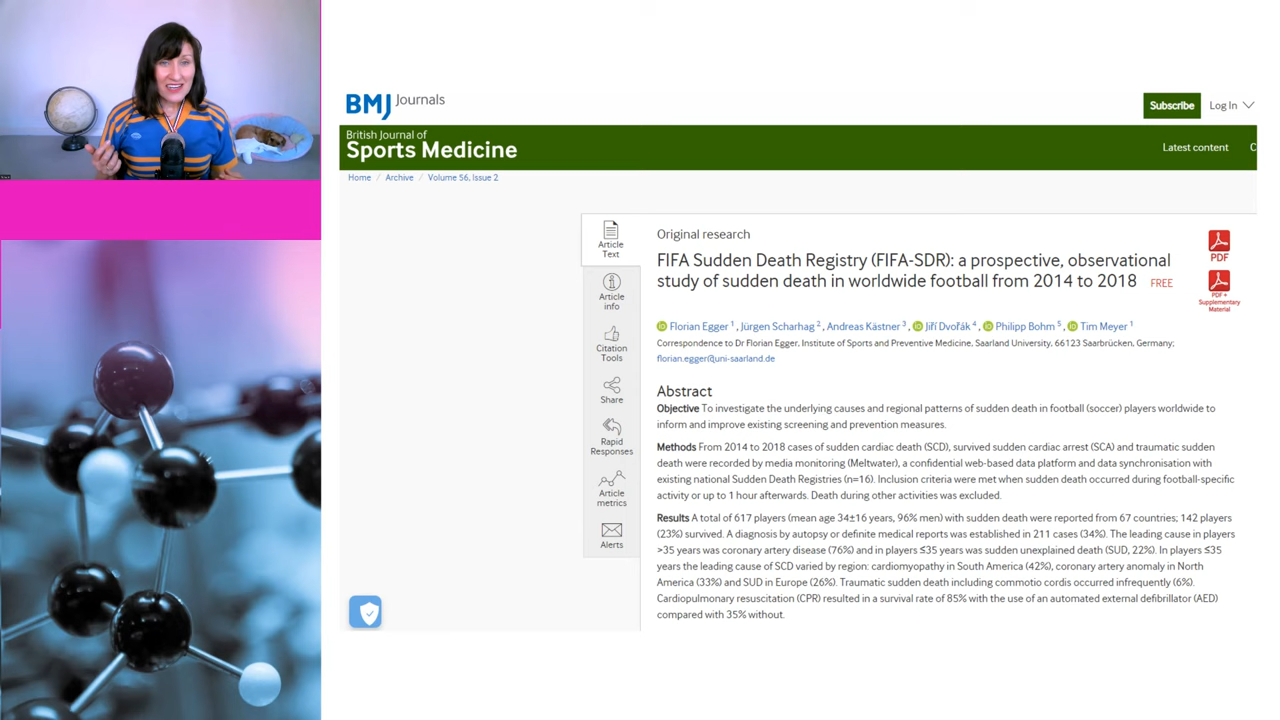 BMJ Journals
Subscribe
Log In
British Journal of
Sports Medicine
Latest content
C
Home / Archive / Volume 56, Issue 2
Article
Text
Article
info
Citation
Tools
Share
Rapid
Responses
Article
metrics
Alerts
Original research
FIFA Sudden Death Registry (FIFA-SDR): a prospective, observational
study of sudden death in worldwide football from 2014 to 2018 FREE
PDF
PDF +
Supplementary
Material
iD Florian Egger 1, Jürgen Scharhag 2, Andreas Kästner 3, iD Jiří Dvořák 4, iD Philipp Bohm 5, iD Tim Meyer 1
Correspondence to Dr Florian Egger, Institute of Sports and Preventive Medicine, Saarland University, 66123 Saarbrücken, Germany;
florian.egger@uni-saarland.de
Abstract
Objective To investigate the underlying causes and regional patterns of sudden death in football (soccer) players worldwide to
inform and improve existing screening and prevention measures.
Methods From 2014 to 2018 cases of sudden cardiac death (SCD), survived sudden cardiac arrest (SCA) and traumatic sudden
death were recorded by media monitoring (Meltwater), a confidential web-based data platform and data synchronisation with
existing national Sudden Death Registries (n=16). Inclusion criteria were met when sudden death occurred during football-specific
activity or up to 1 hour afterwards. Death during other activities was excluded.
Results A total of 617 players (mean age 34±16 years, 96% men) with sudden death were reported from 67 countries; 142 players
(23%) survived. A diagnosis by autopsy or definite medical reports was established in 211 cases (34%). The leading cause in players
>35 years was coronary artery disease (76%) and in players ≤35 years was sudden unexplained death (SUD, 22%). In players ≤35
years the leading cause of SCD varied by region: cardiomyopathy in South America (42%), coronary artery anomaly in North
America (33%) and SUD in Europe (26%). Traumatic sudden death including commotio cordis occurred infrequently (6%).
Cardiopulmonary resuscitation (CPR) resulted in a survival rate of 85% with the use of an automated external defibrillator (AED)
compared with 35% without.